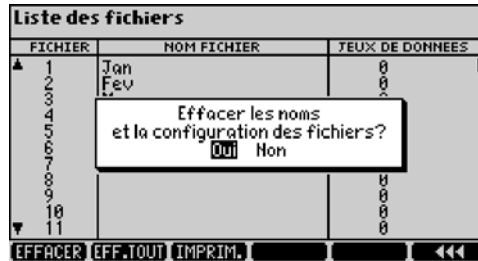 Liste des fichiers
FICHIER NOM FICHIER JEUX DE DONNEES
1 Jan 0
2 Fev 0
3
4 Effacer les noms
5 et la configuration des fichiers?
6 Oui Non
7
8 0
9 0
10 0
11 0
EFFACER EFF.TOUT IMPRIM.